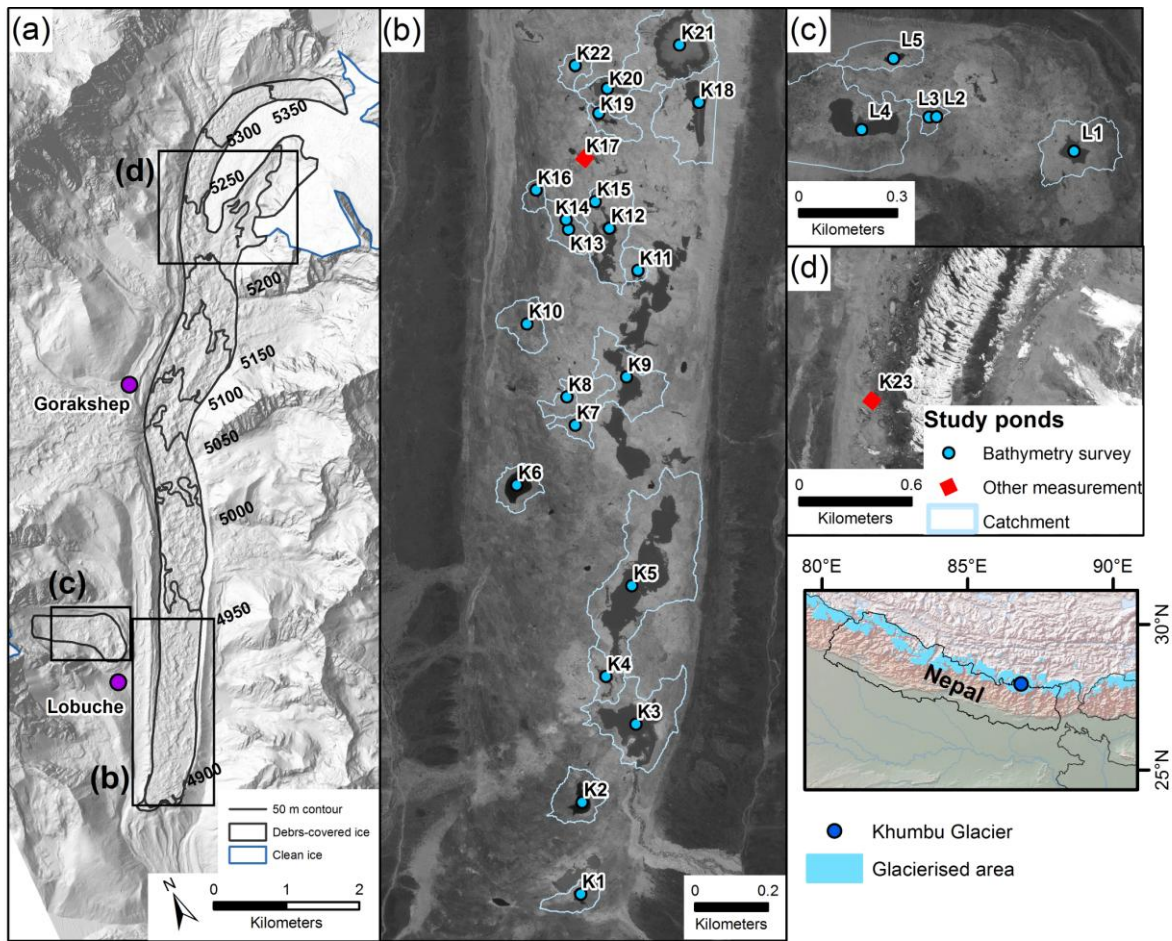 (a)
5350
5300
5250
(d)
5200
5150
5100
Gorakshep
5050
5000
(c)
4950
Lobuche
(b)
4900
50 m contour
Debrs-covered ice
Clean ice
N
0 1 2
Kilometers
(b)
K21
K22
K20
K18
K19
K17
K16
K15
K14
K12
K13
K11
K10
K9
K8
K7
K6
K5
K4
K3
K2
K1
0 0.2
Kilometers
(c)
L5
L3 L2
L4
L1
0 0.3
Kilometers
(d)
K23
Study ponds
Bathymetry survey
Other measurement
Catchment
0 0.6
Kilometers
80°E 85°E 90°E
30°N
Nepal
25°N
Khumbu Glacier
Glacierised area